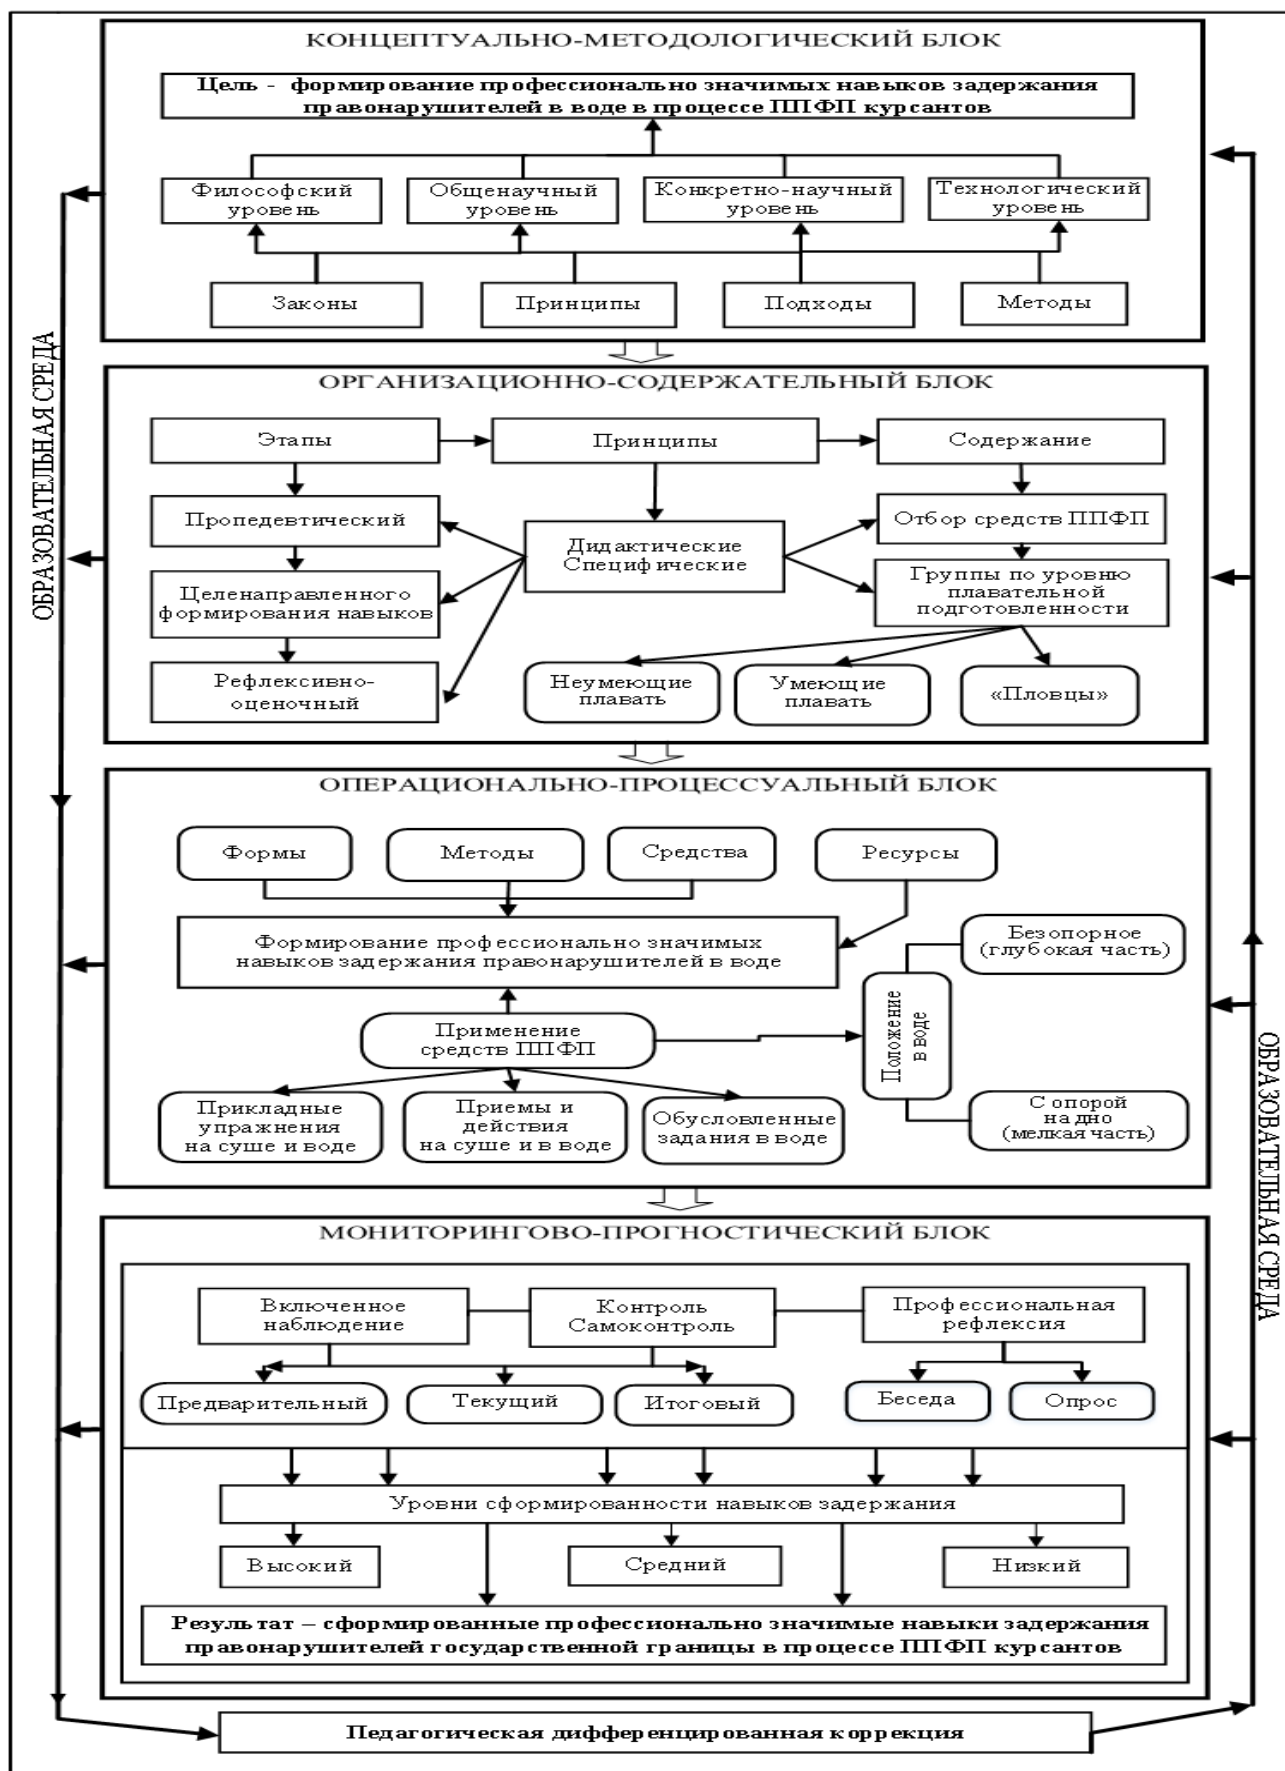 КОНЦЕПТУАЛЬНО-МЕТОДОЛОГИЧЕСКИЙ БЛОК
Цель - формирование профессионально значимых навыков задержания
правонарушителей в воде в процессе ППФП курсантов
Философский
уровень
Общенаучный
уровень
Конкретно-научный
уровень
Технологический
уровень
Законы
Принципы
Подходы
Методы
ОБРАЗОВАТЕЛЬНАЯ СРЕДА
ОРГАНИЗАЦИОННО-СОДЕРЖАТЕЛЬНЫЙ БЛОК
Этапы
Принципы
Содержание
Пропедевтический
Дидактические
Специфические
Отбор средств ППФП
Целенаправленного
формирования навыков
Группы по уровню
плавательной
подготовленности
Рефлексивно-
оценочный
Неумеющие
плавать
Умеющие
плавать
«Пловцы»
ОПЕРАЦИОНАЛЬНО-ПРОЦЕССУАЛЬНЫЙ БЛОК
Формы
Методы
Средства
Ресурсы
Формирование профессионально значимых
навыков задержания правонарушителей в воде
Безопорное
(глубокая часть)
Положение
в воде
Применение
средств ППФП
С опорой
на дно
(мелкая часть)
Прикладные
упражнения
на суше и воде
Приемы и
действия
на суше и в воде
Обусловленные
задания в воде
ОБРАЗОВАТЕЛЬНАЯ СРЕДА
МОНИТОРИНГОВО-ПРОГНОСТИЧЕСКИЙ БЛОК
Включенное
наблюдение
Контроль
Самоконтроль
Профессиональная
рефлексия
Предварительный
Текущий
Итоговый
Беседа
Опрос
Уровни сформированности навыков задержания
Высокий
Средний
Низкий
Результат – сформированные профессионально значимые навыки задержания
правонарушителей государственной границы в процессе ППФП курсантов
Педагогическая дифференцированная коррекция